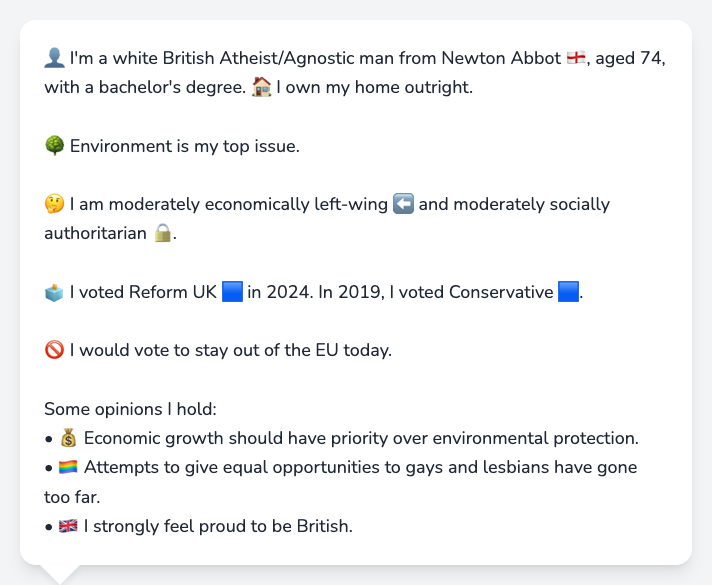 👤 I'm a white British Atheist/Agnostic man from Newton Abbot 🏴󠁧󠁢󠁥󠁮󠁧󠁿, aged 74,
with a bachelor's degree. 🏠 I own my home outright.
🌳 Environment is my top issue.
🤔 I am moderately economically left-wing ⬅️ and moderately socially
authoritarian 🔒.
🗳️ I voted Reform UK 🟦 in 2024. In 2019, I voted Conservative 🟦.
🚫 I would vote to stay out of the EU today.
Some opinions I hold:
• 💰 Economic growth should have priority over environmental protection.
• 🏳️‍🌈 Attempts to give equal opportunities to gays and lesbians have gone
too far.
• 🇬🇧 I strongly feel proud to be British.